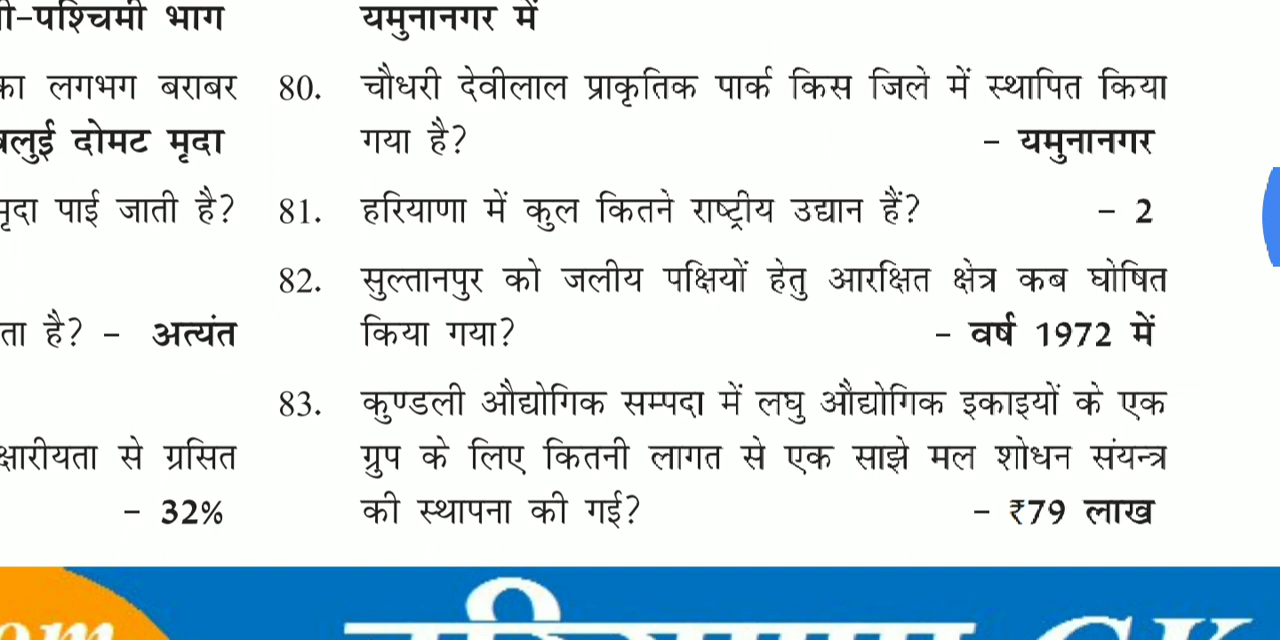 -पश्चिमी भाग
का लगभग बराबर
दोमट मृदा
पाई जाती है?
है? – अत्यंत
से ग्रसित
– 32%
यमुनानगर में
80. चौधरी देवीलाल प्राकृतिक पार्क किस जिले में स्थापित किया
गया है? – यमुनानगर
81. हरियाणा में कुल कितने राष्ट्रीय उद्यान हैं? – 2
82. सुल्तानपुर को जलीय पक्षियों हेतु आरक्षित क्षेत्र कब घोषित
किया गया? – वर्ष 1972 में
83. कुण्डली औद्योगिक सम्पदा में लघु औद्योगिक इकाइयों के एक
ग्रुप के लिए कितनी लागत से एक साझे मल शोधन संयन्त्र
की स्थापना की गई? – ₹79 लाख